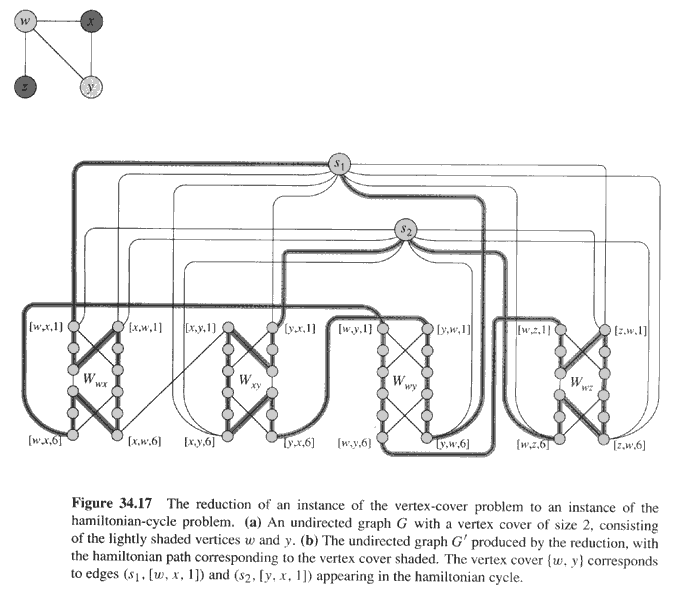 w x
z y
s1
s2
[w,x,1] [x,w,1] [x,y,1] [y,x,1] [w,y,1] [y,w,1] [w,z,1] [z,w,1]
Wwx Wxy Wwy Wwz
[w,x,6] [x,w,6] [x,y,6] [y,x,6] [w,y,6] [y,w,6] [w,z,6] [z,w,6]
Figure 34.17 The reduction of an instance of the vertex-cover problem to an instance of the
hamiltonian-cycle problem. (a) An undirected graph G with a vertex cover of size 2, consisting
of the lightly shaded vertices w and y. (b) The undirected graph G′ produced by the reduction, with
the hamiltonian path corresponding to the vertex cover shaded. The vertex cover {w, y} corresponds
to edges (s1, [w, x, 1]) and (s2, [y, x, 1]) appearing in the hamiltonian cycle.